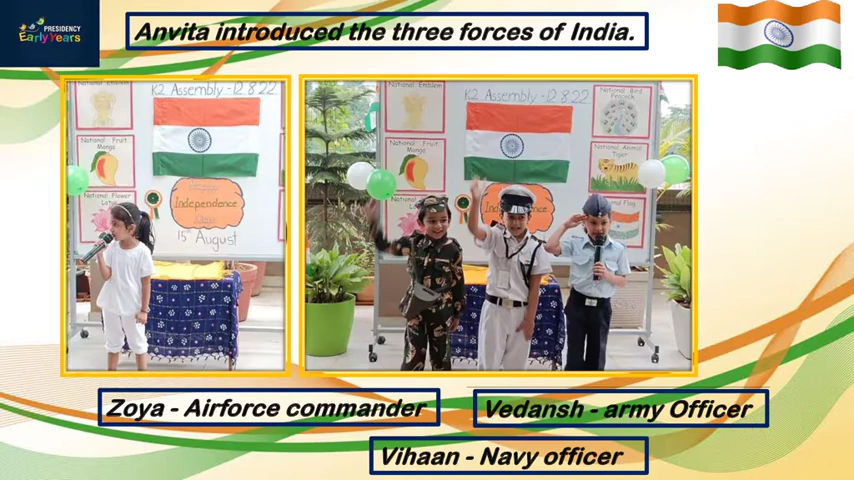 PRESIDENCY
Early Years
Anvita introduced the three forces of India.
National Emblem
K2 Assembly - 12.8.22
National Fruit
Mango
National Flower
Lotus
Happy
Independence
Day
15th August
National Emblem
K2 Assembly - 12.8.22
National Bird
Peacock
National Fruit
Mango
National Animal
Tiger
National Flag
Zoya - Airforce commander
Vedansh - army Officer
Vihaan - Navy officer